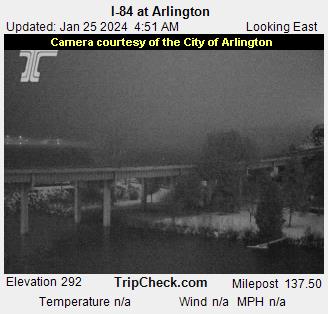 I-84 at Arlington
Updated: Jan 25 2024 4:51 AM Looking East
Camera courtesy of the City of Arlington
Elevation 292 TripCheck.com Milepost 137.50
Temperature n/a Wind n/a MPH n/a